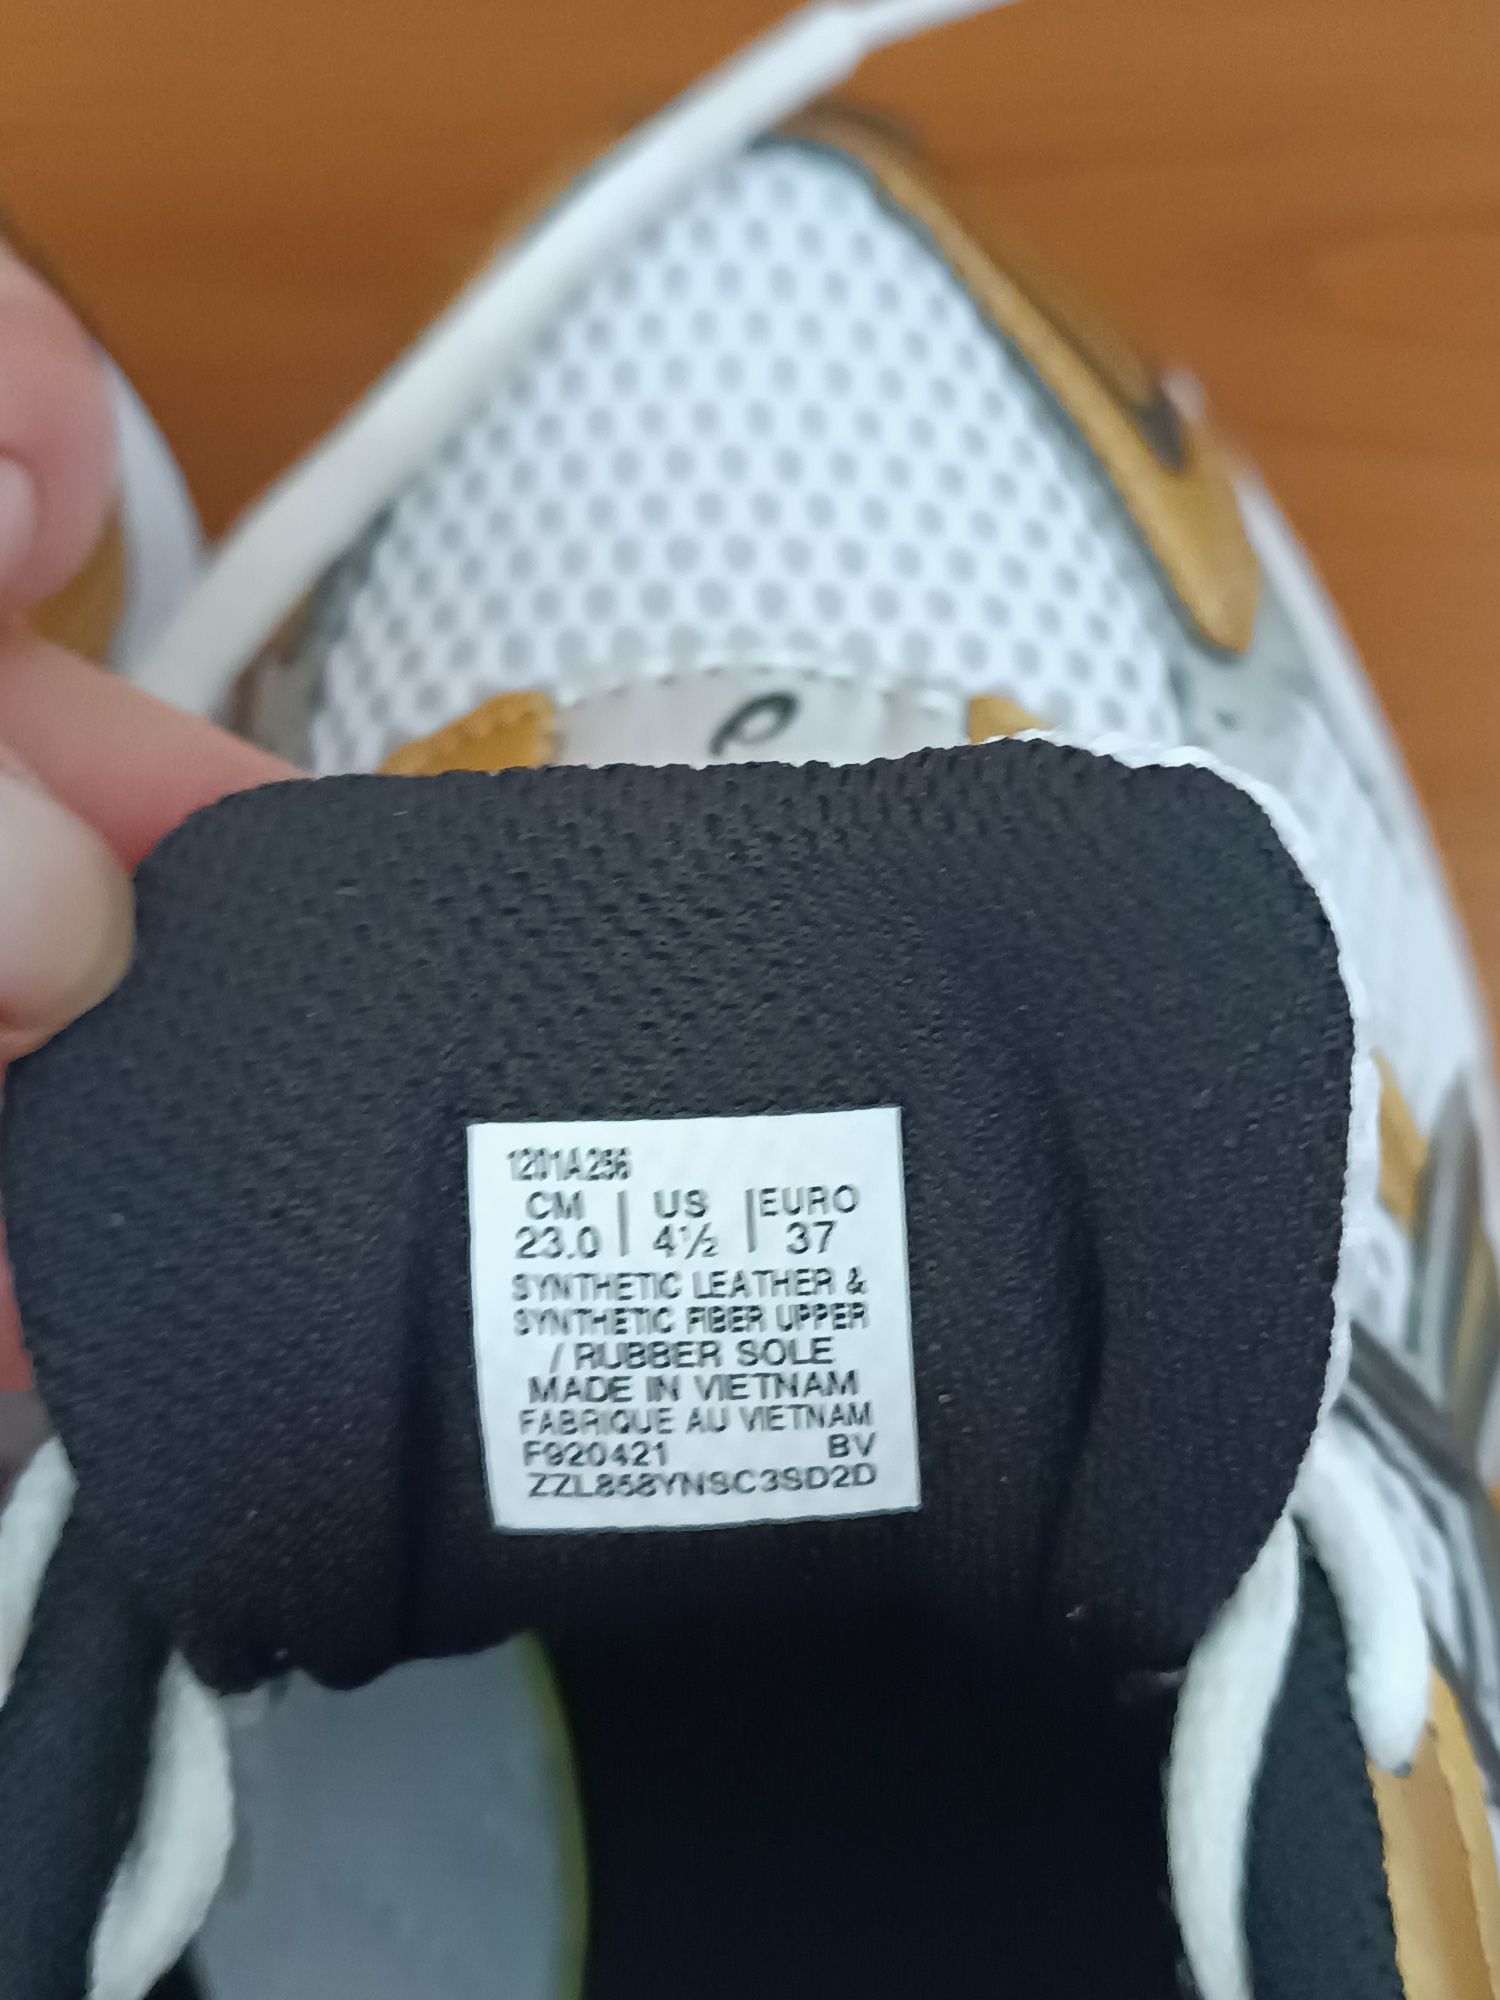 1201A256
CM | US | EURO
23.0 | 4½ | 37
SYNTHETIC LEATHER &
SYNTHETIC FIBER UPPER
/ RUBBER SOLE
MADE IN VIETNAM
FABRIQUE AU VIETNAM
F920421 BV
ZZL858YNSC3SD2D